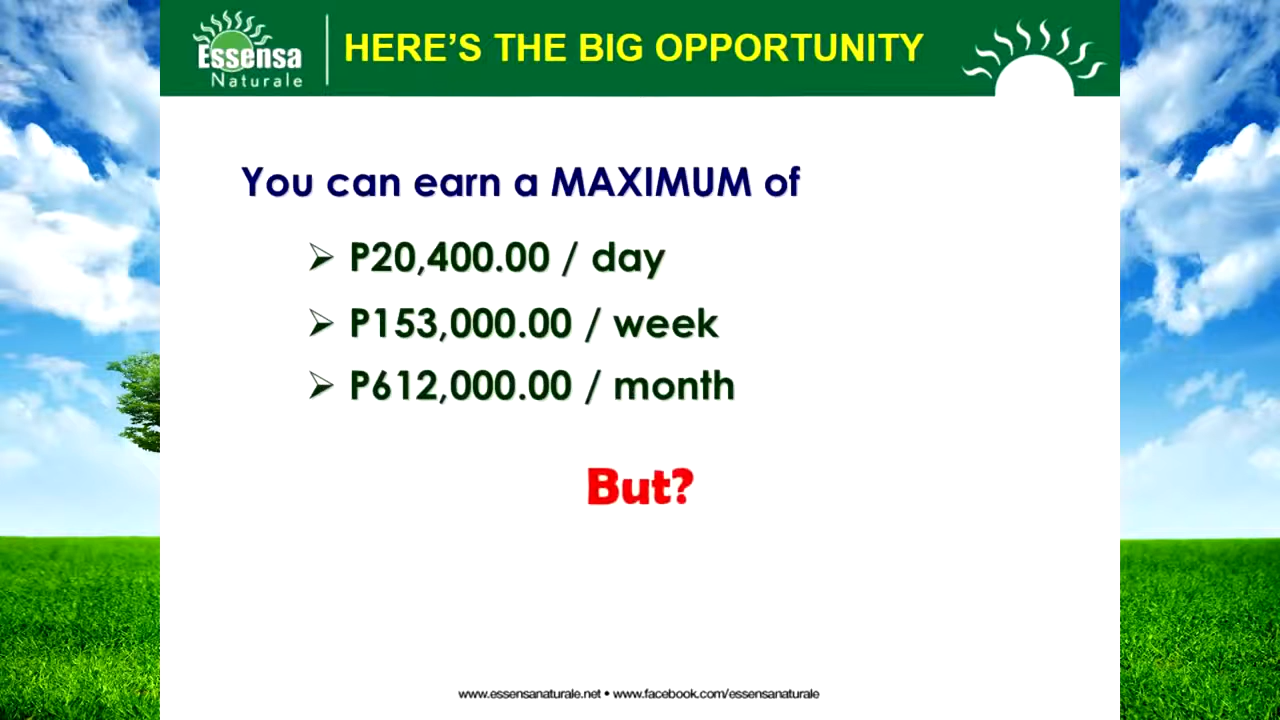 Essensa
Naturale
HERE'S THE BIG OPPORTUNITY
You can earn a MAXIMUM of
➢ P20,400.00 / day
➢ P153,000.00 / week
➢ P612,000.00 / month
But?
www.essensanaturale.net • www.facebook.com/essensanaturale